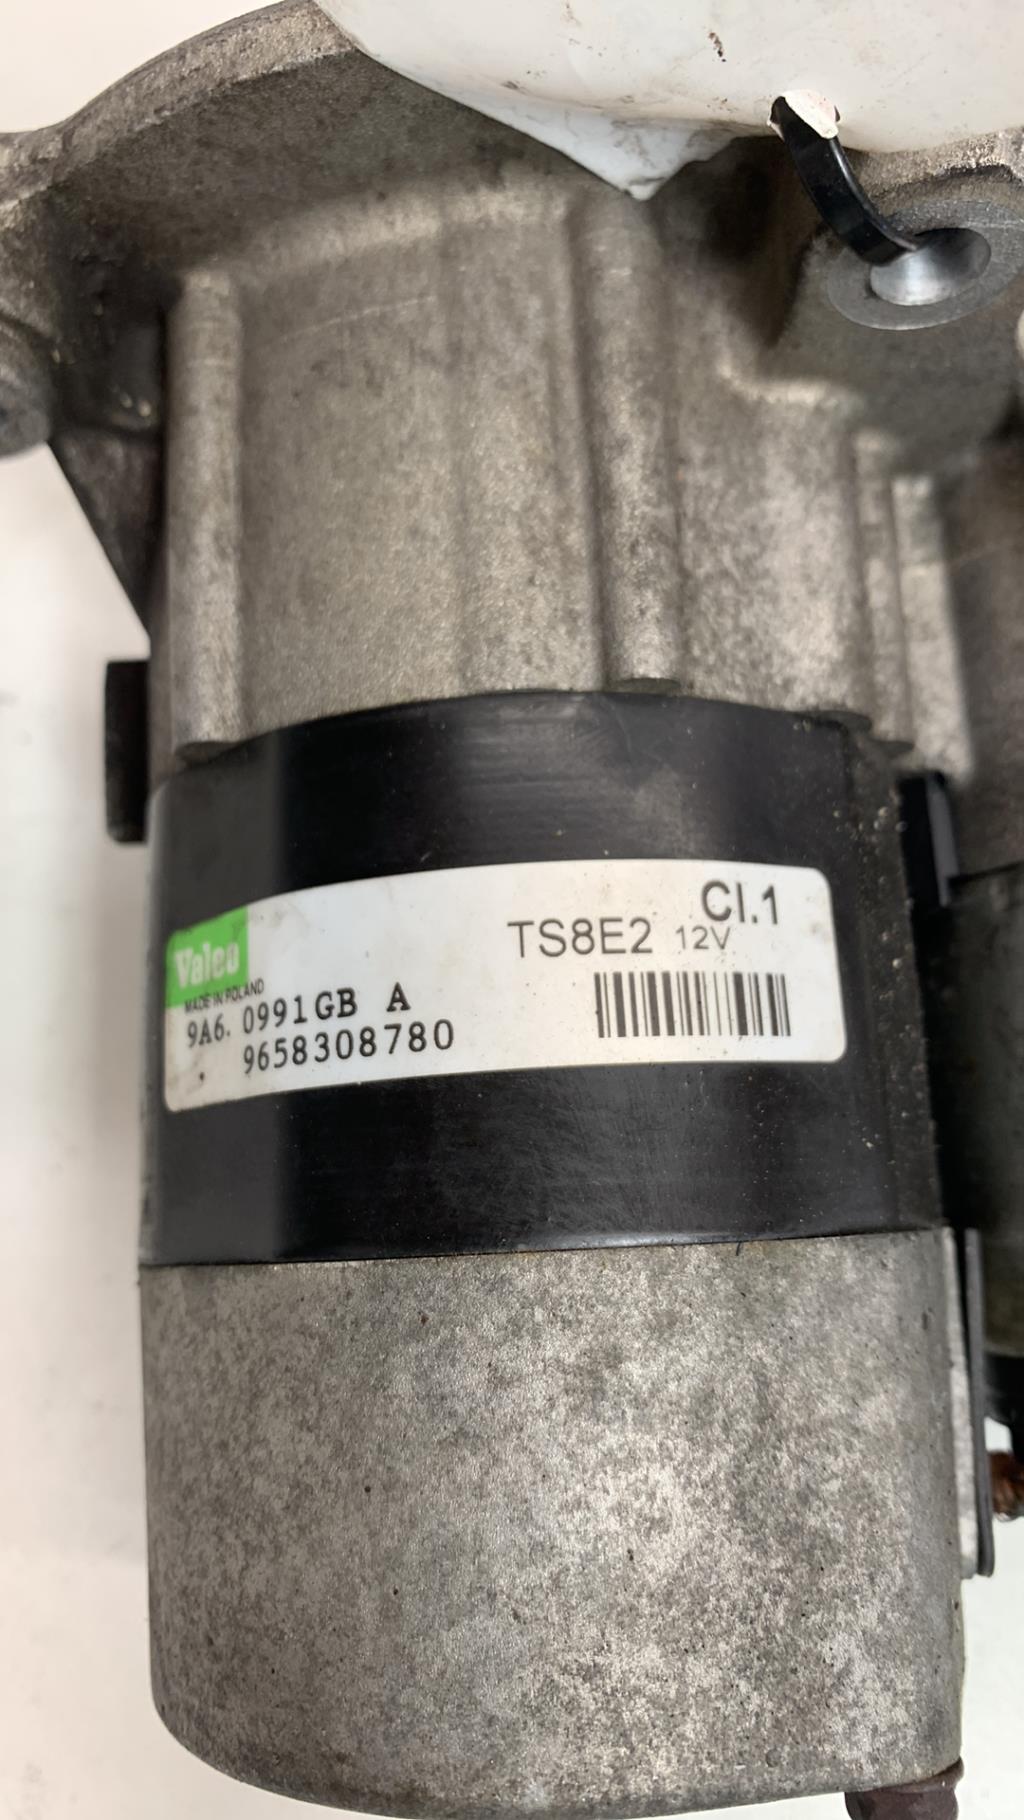 Valeo
MADE IN POLAND
TS8E2 12V Cl.1
9A6. 0991GB A
9658308780